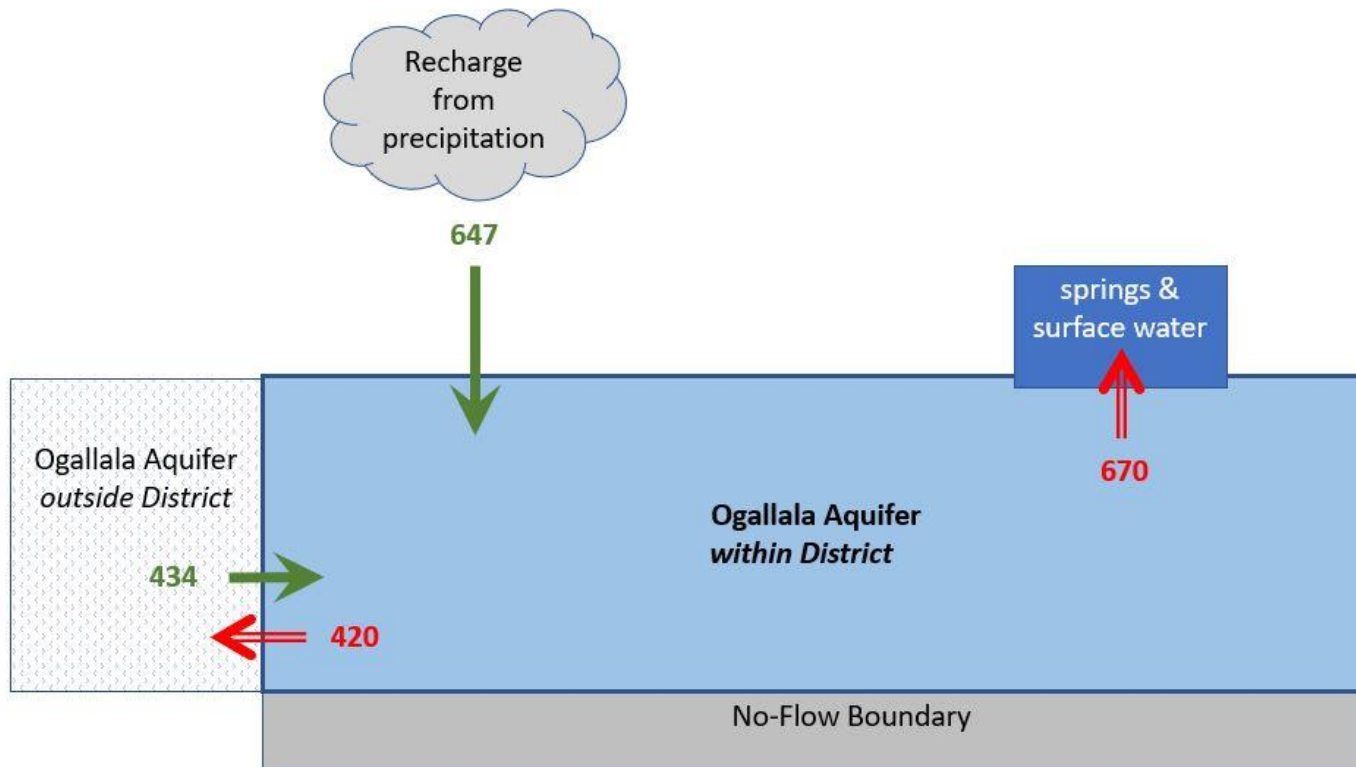 Recharge
from
precipitation
647
springs &
surface water
670
Ogallala Aquifer
outside District
Ogallala Aquifer
within District
434
420
No-Flow Boundary